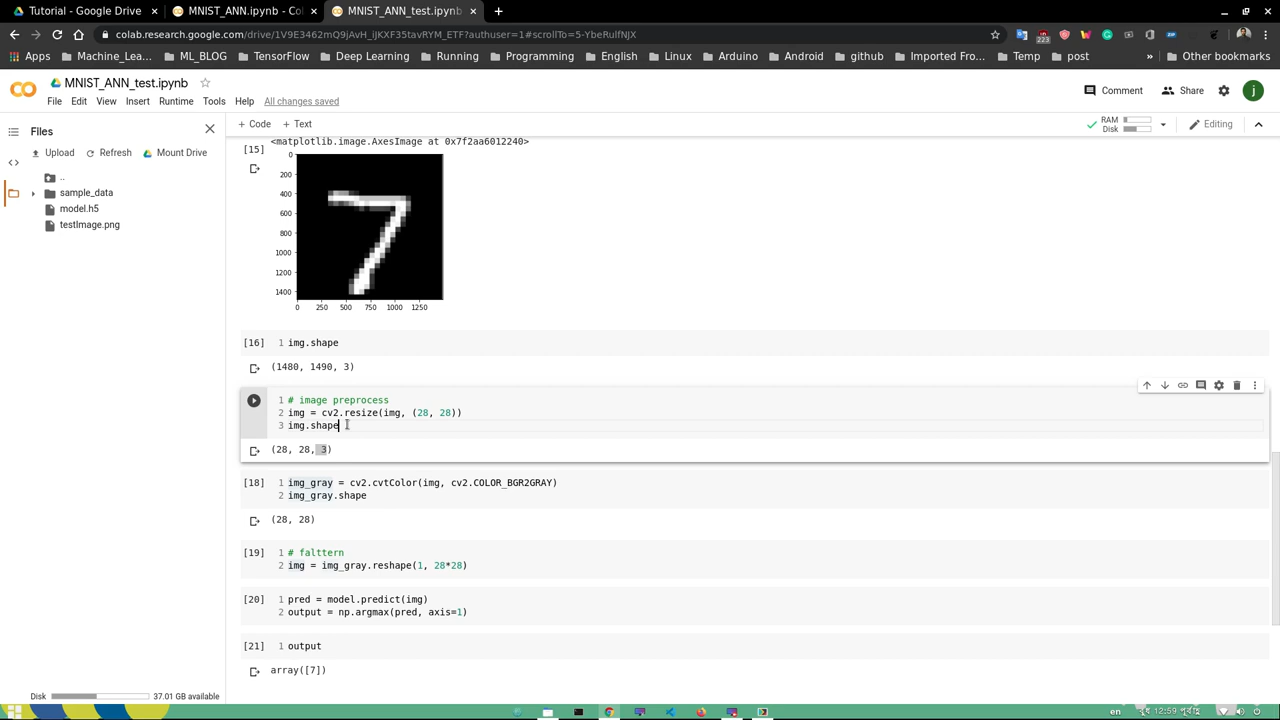 Tutorial - Google Drive
MNIST_ANN.ipynb - Col
MNIST_ANN_test.ipynb
colab.research.google.com/drive/1V9E3462mQ9jAvH_iJKXF35tavRYM_ETF?authuser=1#scrollTo=5-YbeRulfNJX
223
Apps Machine_Lea... ML_BLOG TensorFlow Deep Learning Running Programming English Linux Arduino Android github Imported Fro... Temp post » Other bookmarks
MNIST_ANN_test.ipynb
File Edit View Insert Runtime Tools Help All changes saved
Comment Share j
Files
+ Code + Text
RAM
Disk
Editing
Upload Refresh Mount Drive
..
sample_data
model.h5
testImage.png
[15]
<matplotlib.image.AxesImage at 0x7f2aa6012240>
0
200
400
600
800
1000
1200
1400
0 250 500 750 1000 1250
[16] 1 img.shape
(1480, 1490, 3)
1 # image preprocess
2 img = cv2.resize(img, (28, 28))
3 img.shape
(28, 28, 3)
[18] 1 img_gray = cv2.cvtColor(img, cv2.COLOR_BGR2GRAY)
2 img_gray.shape
(28, 28)
[19] 1 # falttern
2 img = img_gray.reshape(1, 28*28)
[20] 1 pred = model.predict(img)
2 output = np.argmax(pred, axis=1)
[21] 1 output
array([7])
Disk 37.01 GB available
en 12:59